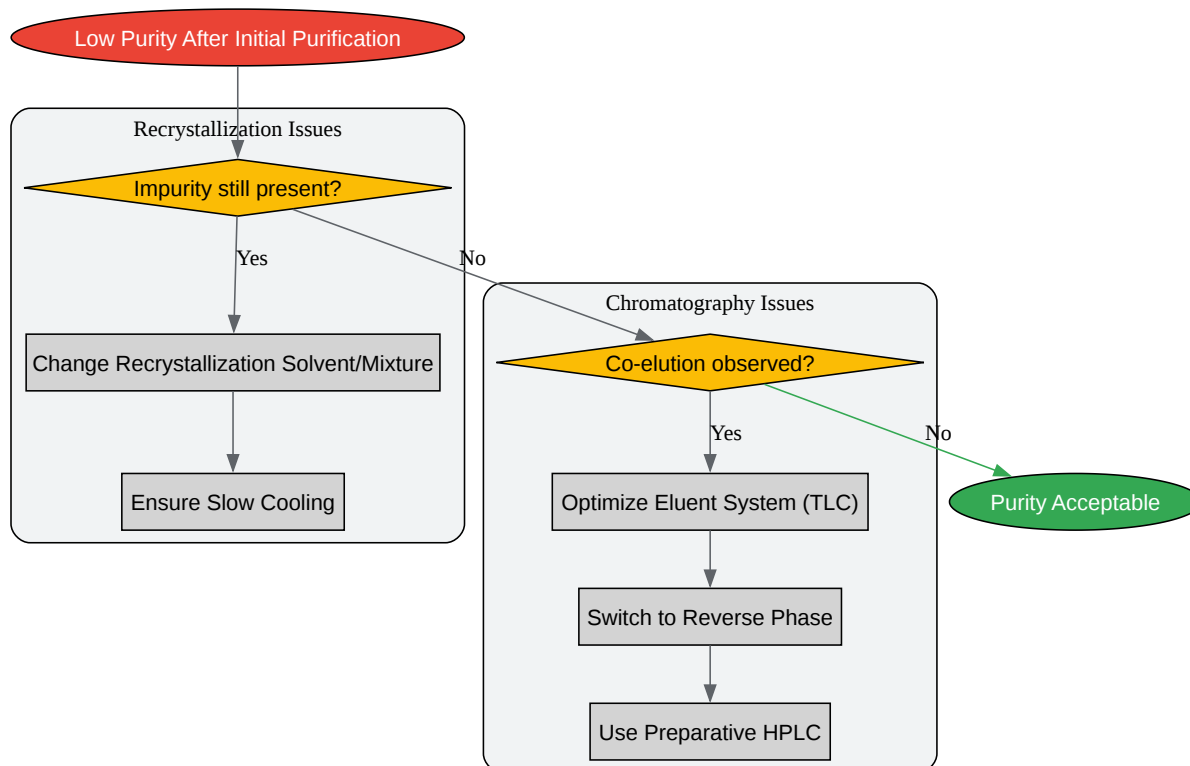 Low Purity After Initial Purification
Recrystallization Issues
Impurity still present?
Yes
No
Change Recrystallization Solvent/Mixture
Ensure Slow Cooling
Chromatography Issues
Co-elution observed?
Yes
No
Optimize Eluent System (TLC)
Purity Acceptable
Switch to Reverse Phase
Use Preparative HPLC